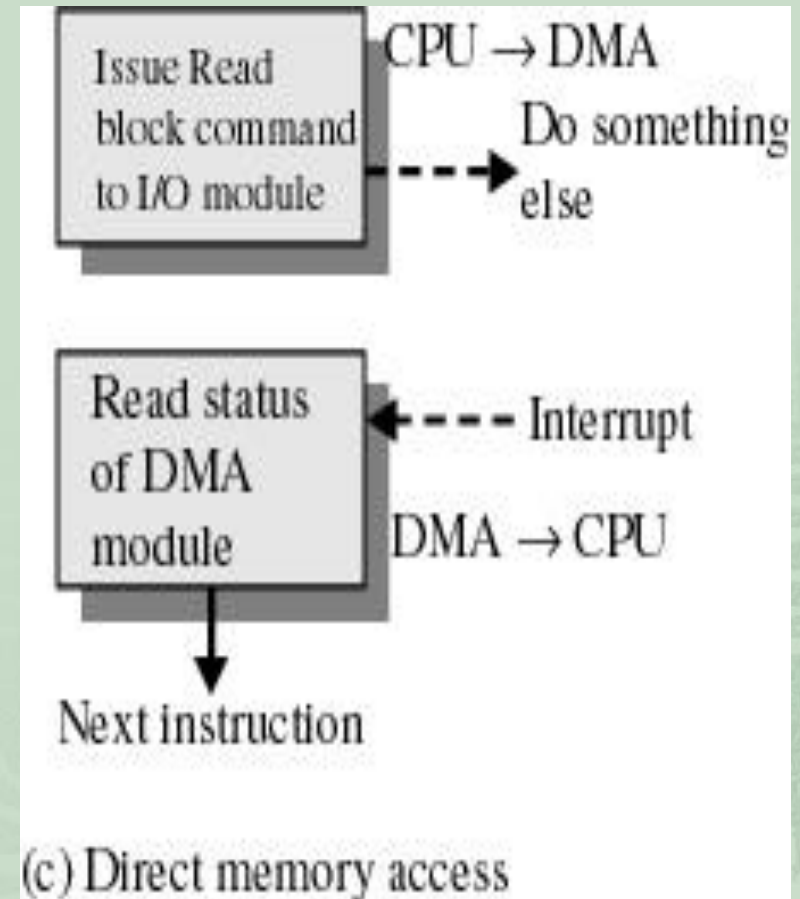 Issue Read
block command
to I/O module
CPU → DMA
Do something
else
Read status
of DMA
module
Interrupt
DMA → CPU
Next instruction
(c) Direct memory access